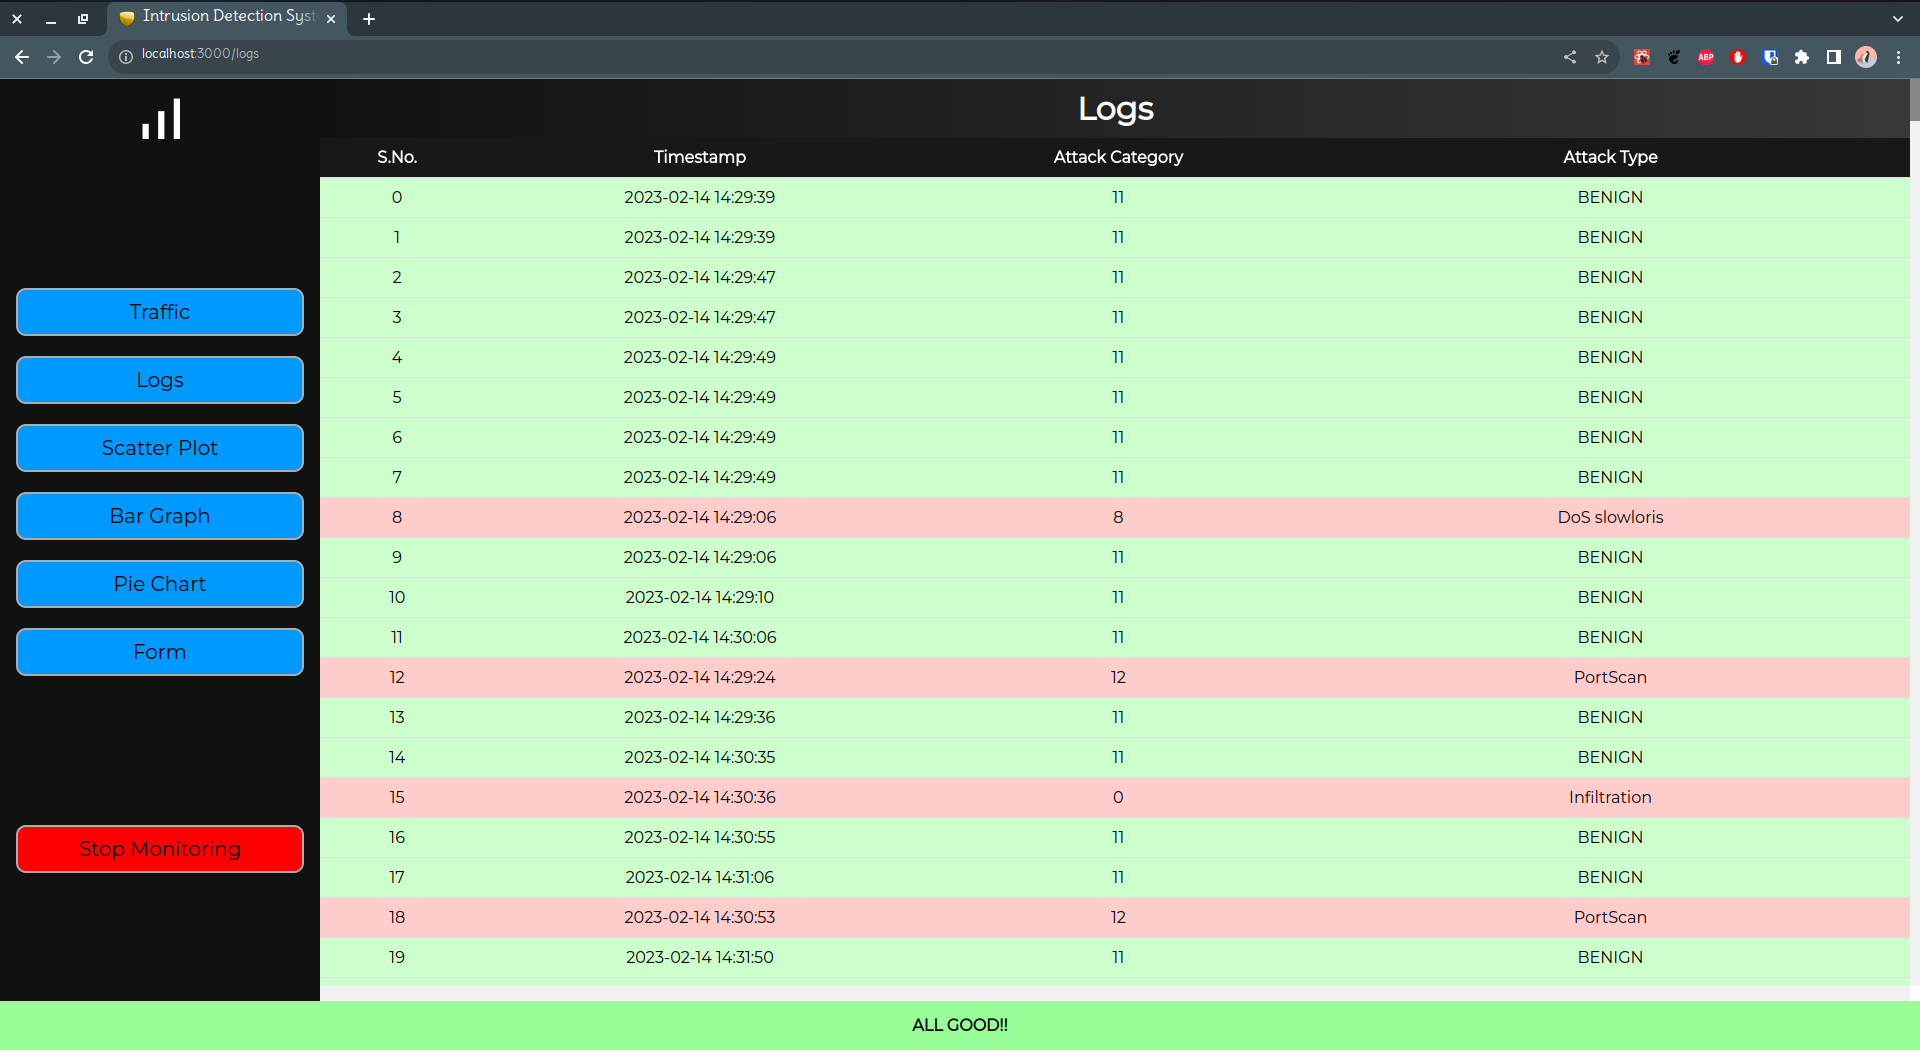 Intrusion Detection Syst
localhost:3000/logs
ABP
Logs
S.No. Timestamp Attack Category Attack Type
0 2023-02-14 14:29:39 11 BENIGN
1 2023-02-14 14:29:39 11 BENIGN
2 2023-02-14 14:29:47 11 BENIGN
3 2023-02-14 14:29:47 11 BENIGN
4 2023-02-14 14:29:49 11 BENIGN
5 2023-02-14 14:29:49 11 BENIGN
6 2023-02-14 14:29:49 11 BENIGN
7 2023-02-14 14:29:49 11 BENIGN
8 2023-02-14 14:29:06 8 DoS slowloris
9 2023-02-14 14:29:06 11 BENIGN
10 2023-02-14 14:29:10 11 BENIGN
11 2023-02-14 14:30:06 11 BENIGN
12 2023-02-14 14:29:24 12 PortScan
13 2023-02-14 14:29:36 11 BENIGN
14 2023-02-14 14:30:35 11 BENIGN
15 2023-02-14 14:30:36 0 Infiltration
16 2023-02-14 14:30:55 11 BENIGN
17 2023-02-14 14:31:06 11 BENIGN
18 2023-02-14 14:30:53 12 PortScan
19 2023-02-14 14:31:50 11 BENIGN
Traffic
Logs
Scatter Plot
Bar Graph
Pie Chart
Form
Stop Monitoring
ALL GOOD!!